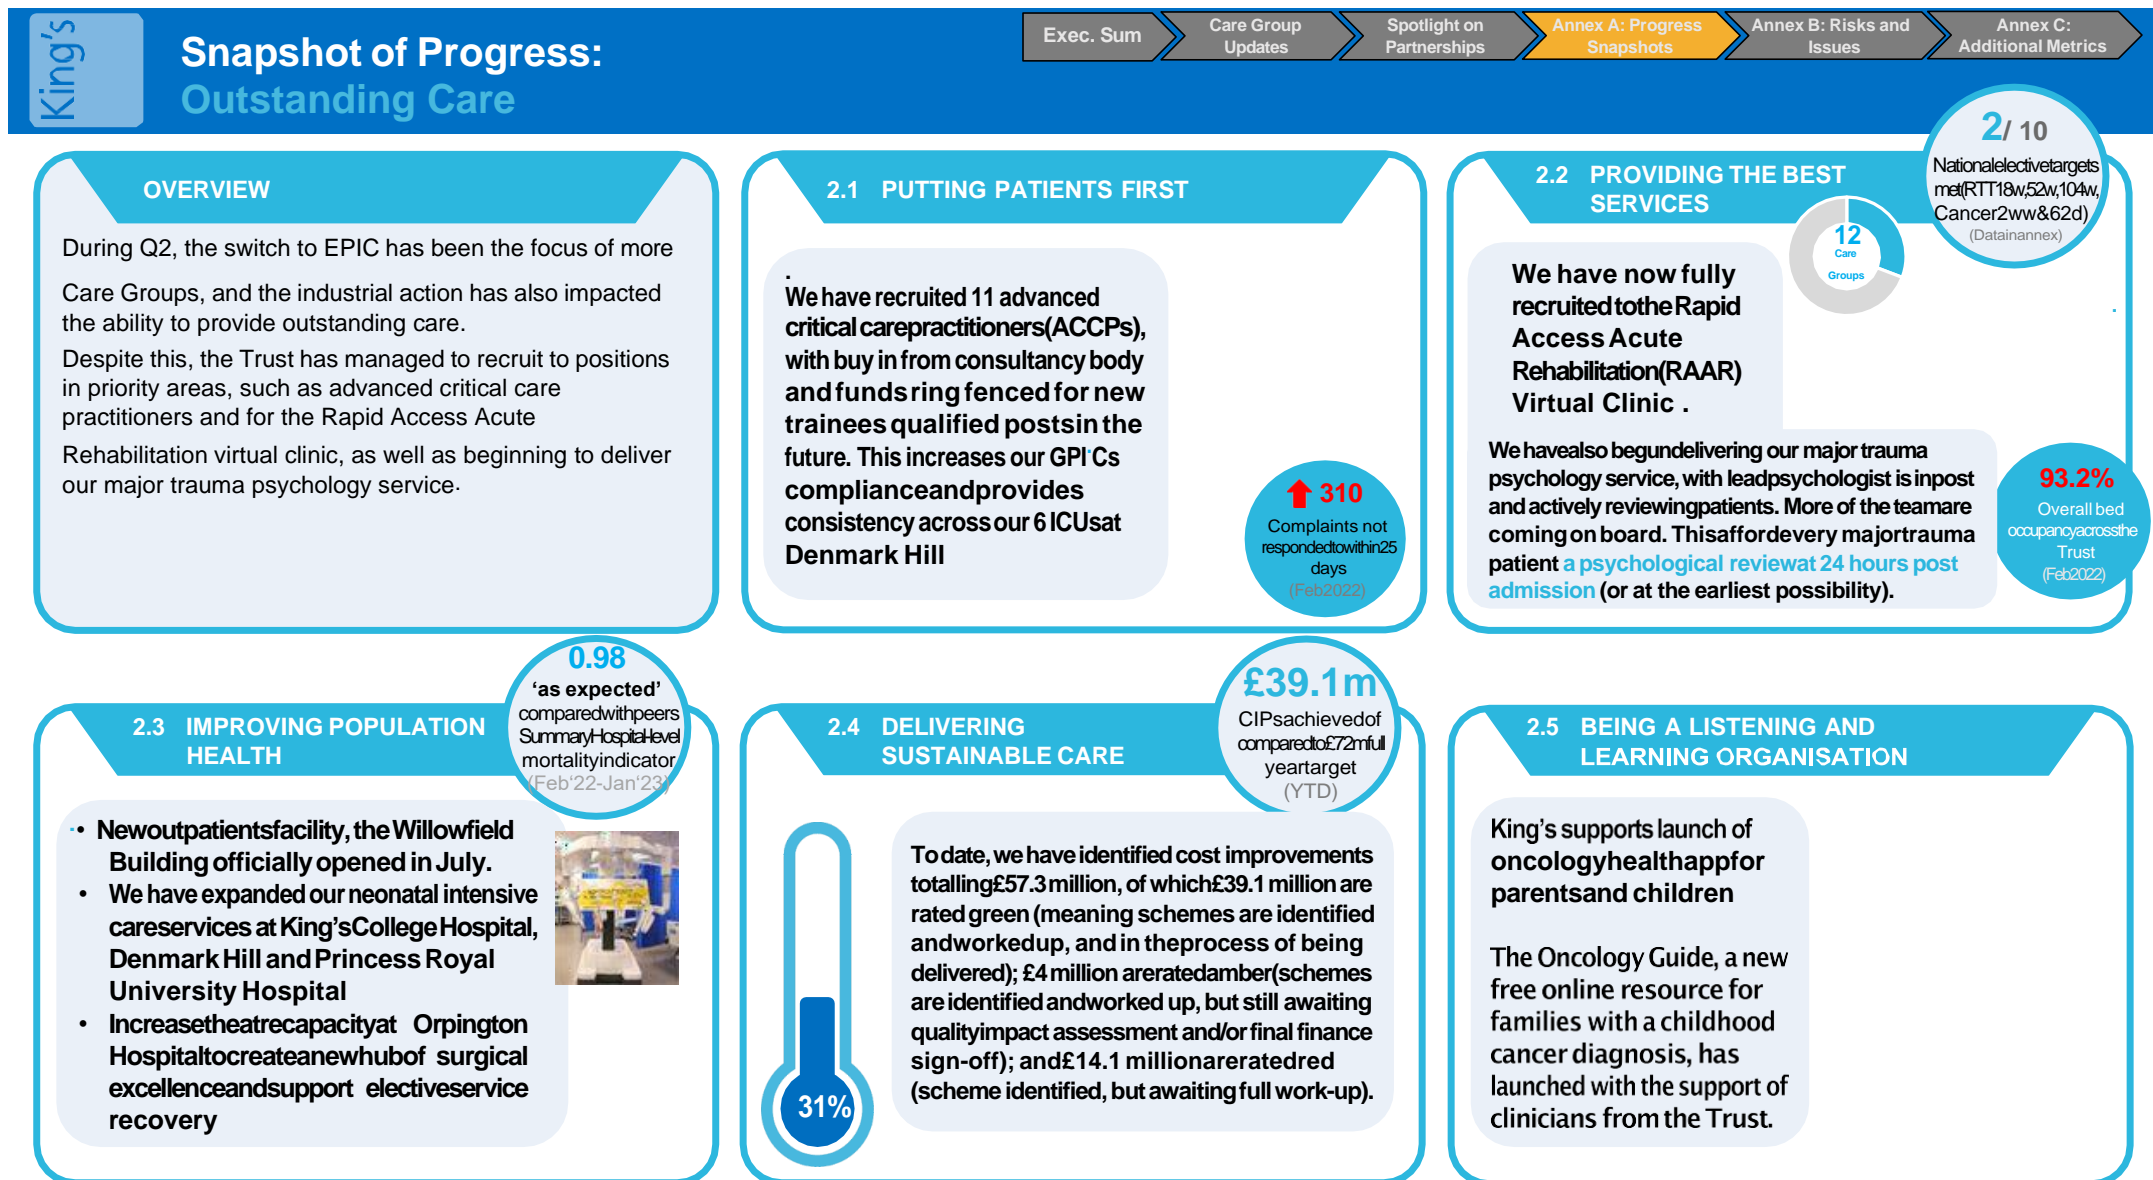 King's
Snapshot of Progress:
Outstanding Care
Exec. Sum
Care Group
Updates
Spotlight on
Partnerships
Annex A: Progress
Snapshots
Annex B: Risks and
Issues
Annex C:
Additional Metrics
OVERVIEW
During Q2, the switch to EPIC has been the focus of more
Care Groups, and the industrial action has also impacted
the ability to provide outstanding care.
Despite this, the Trust has managed to recruit to positions
in priority areas, such as advanced critical care
practitioners and for the Rapid Access Acute
Rehabilitation virtual clinic, as well as beginning to deliver
our major trauma psychology service.
2.1 PUTTING PATIENTS FIRST
.
We have recruited 11 advanced
critical carepractitioners(ACCPs),
with buy in from consultancy body
and funds ring fenced for new
trainees qualified postsin the
future. This increases our GPICs
complianceandprovides
consistency across our 6 ICUsat
Denmark Hill
310
Complaints not
respondedtowithin25
days
(Feb2022)
2.2 PROVIDING THE BEST
SERVICES
2/ 10
Nationalelectivetargets
met(RTT18w,52w,104w,
Cancer2ww&62d)
(Datainannex)
12
Care
Groups
We have now fully
recruited totheRapid
Access Acute
Rehabilitation(RAAR)
Virtual Clinic .
We havealso begundelivering our major trauma
psychology service, with leadpsychologist is inpost
and actively reviewingpatients. More of the teamare
coming on board. Thisaffordevery majortrauma
patient a psychological reviewat 24 hours post
admission (or at the earliest possibility).
93.2%
Overall bed
occupancyacrossthe
Trust
(Feb2022)
2.3 IMPROVING POPULATION
HEALTH
0.98
‘as expected’
comparedwithpeers
SummaryHospital-level
mortalityindicator
(Feb‘22-Jan‘23)
• Newoutpatientsfacility, the Willowfield
Building officially opened in July.
• We have expanded our neonatal intensive
careservices at King'sCollege Hospital,
Denmark Hill and Princess Royal
University Hospital
• Increasetheatrecapacityat Orpington
Hospitaltocreateanewhubof surgical
excellenceandsupport electiveservice
recovery
2.4 DELIVERING
SUSTAINABLE CARE
£39.1m
CIPsachievedof
comparedto£72mfull
yeartarget
(YTD)
31%
To date, we have identified cost improvements
totalling£57.3 million, of which£39.1 million are
rated green (meaning schemes are identified
andworkedup, and in theprocess of being
delivered); £4 million areratedamber(schemes
are identified andworked up, but still awaiting
qualityimpact assessment and/or final finance
sign-off); and£14.1 millionareratedred
(scheme identified, but awaiting full work-up).
2.5 BEING A LISTENING AND
LEARNING ORGANISATION
King's supports launch of
oncologyhealthappfor
parentsand children
The Oncology Guide, a new
free online resource for
families with a childhood
cancer diagnosis, has
launched with the support of
clinicians from the Trust.